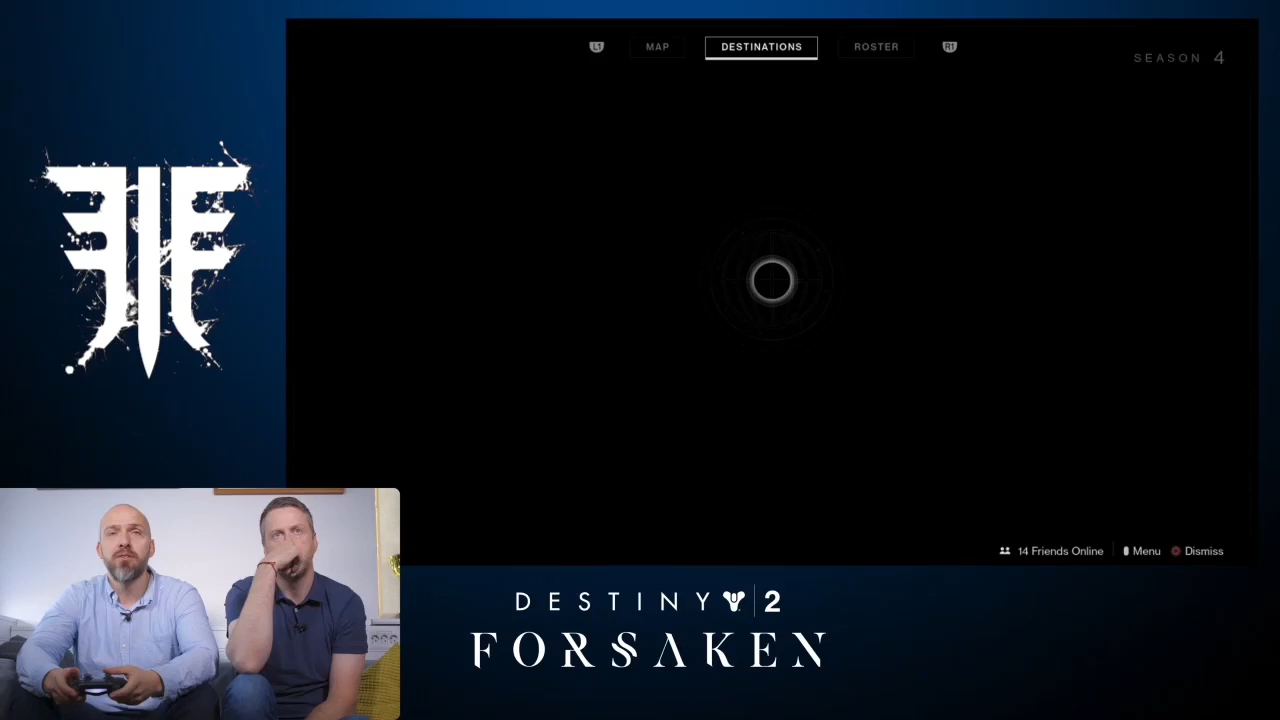 L1
MAP
DESTINATIONS
ROSTER
R1
SEASON 4
14 Friends Online
Menu
Dismiss
DESTINY 2
FORSAKEN